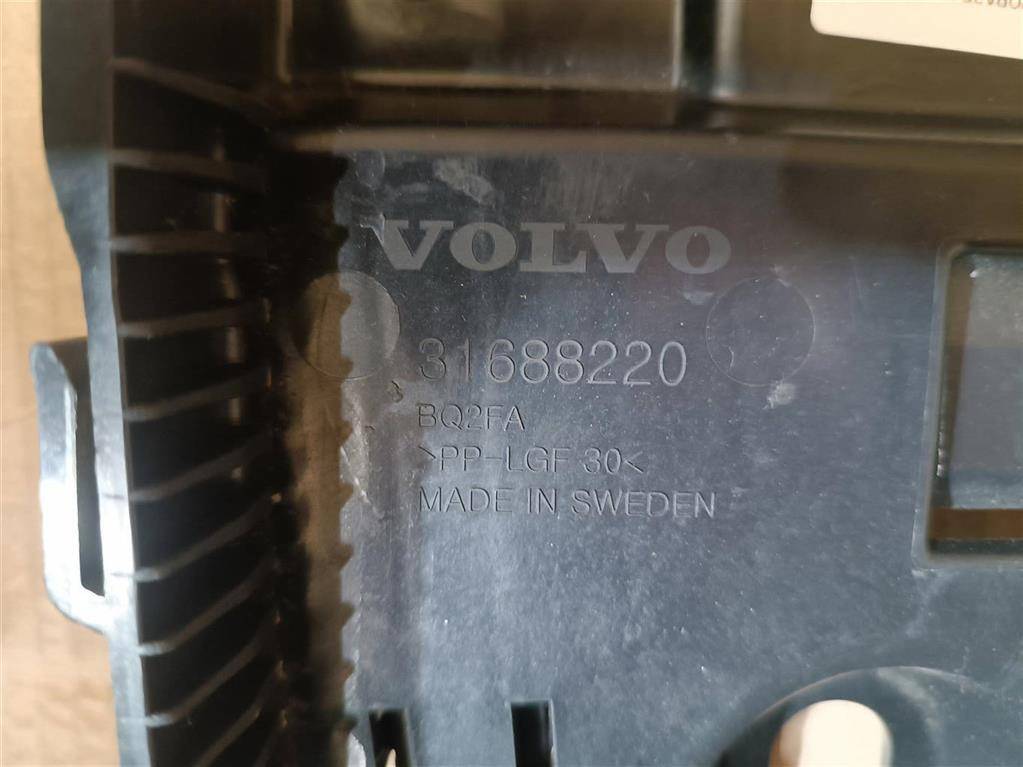 VOLVO
31688220
BQ2FA
>PP-LGF 30<
MADE IN SWEDEN